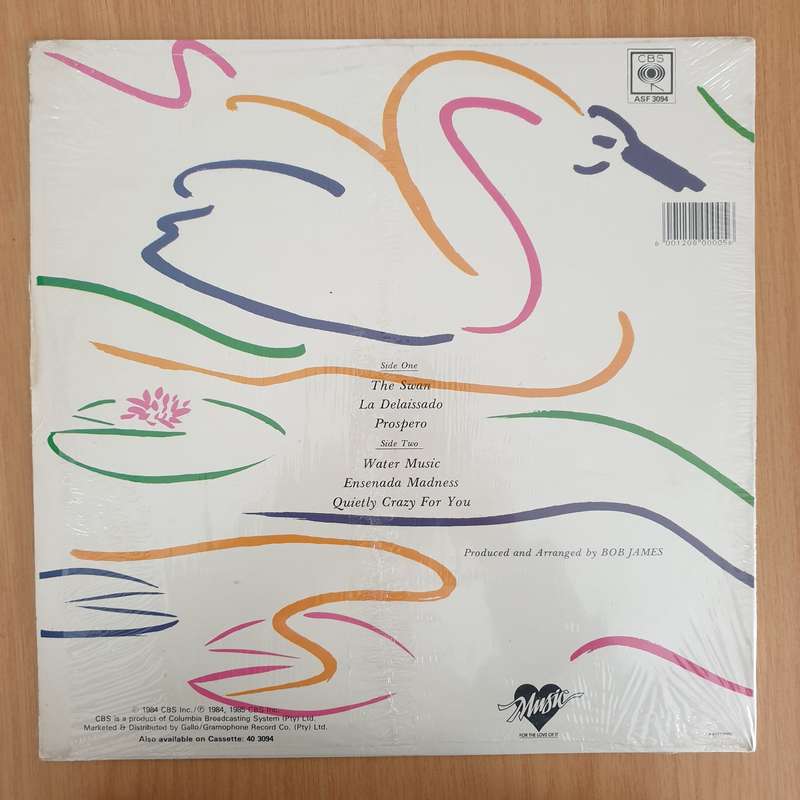 CBS
ASF 3094
6 001208 000058
Side One
The Swan
La Delaissado
Prospero
Side Two
Water Music
Ensenada Madness
Quietly Crazy For You
Produced and Arranged by BOB JAMES
© 1984 CBS Inc./℗ 1984, 1985 CBS Inc.
CBS is a product of Columbia Broadcasting System (Pty) Ltd.
Marketed & Distributed by Gallo/Gramophone Record Co. (Pty) Ltd.
Also available on Cassette: 40 3094
Music
FOR THE LOVE OF IT